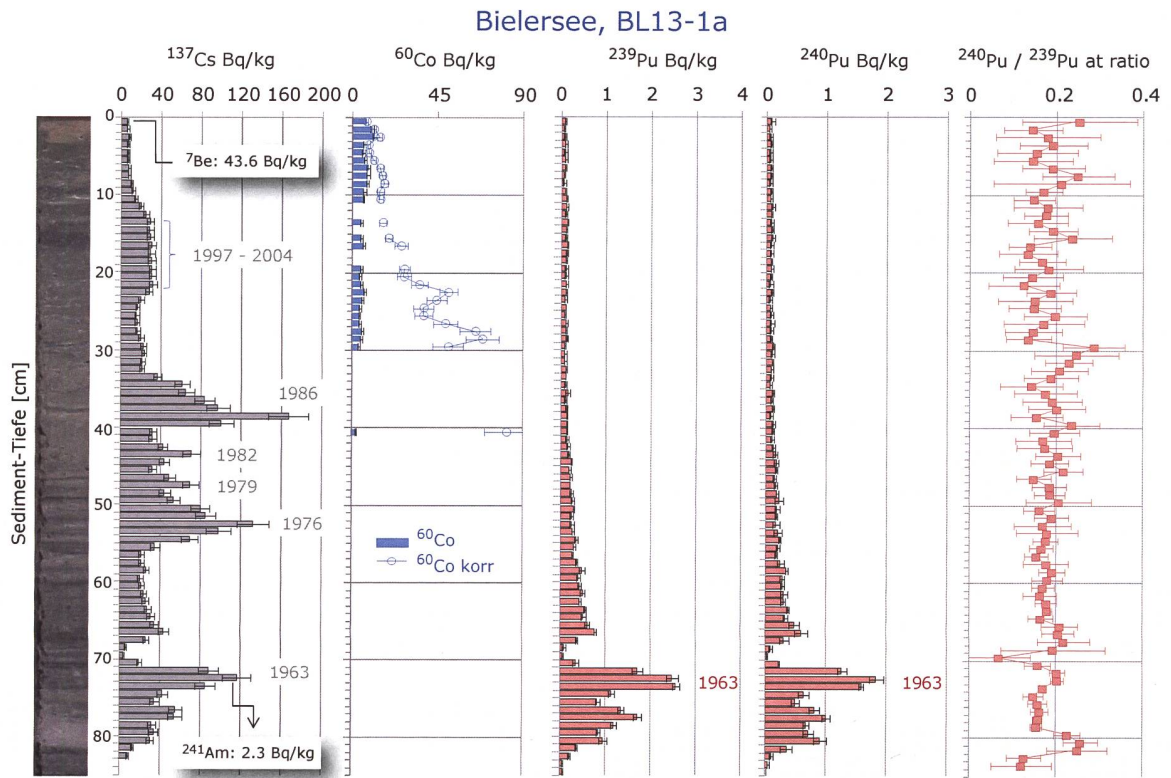 Bielersee, BL13-1a
137Cs Bq/kg
60Co Bq/kg
239Pu Bq/kg
240Pu Bq/kg
240Pu / 239Pu at ratio
0 40 80 120 160 200
0 45 90
0 1 2 3 4
0 1 2 3
0 0.2 0.4
Sediment-Tiefe [cm]
0
10
20
30
40
50
60
70
80
7Be: 43.6 Bq/kg
1997 - 2004
1986
1982
1979
1976
1963
241Am: 2.3 Bq/kg
60Co
60Co korr
1963
1963